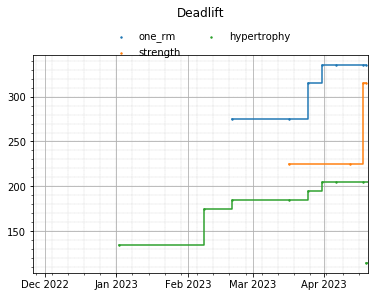 Deadlift
one_rm
hypertrophy
strength
300
250
200
150
Dec 2022
Jan 2023
Feb 2023
Mar 2023
Apr 2023